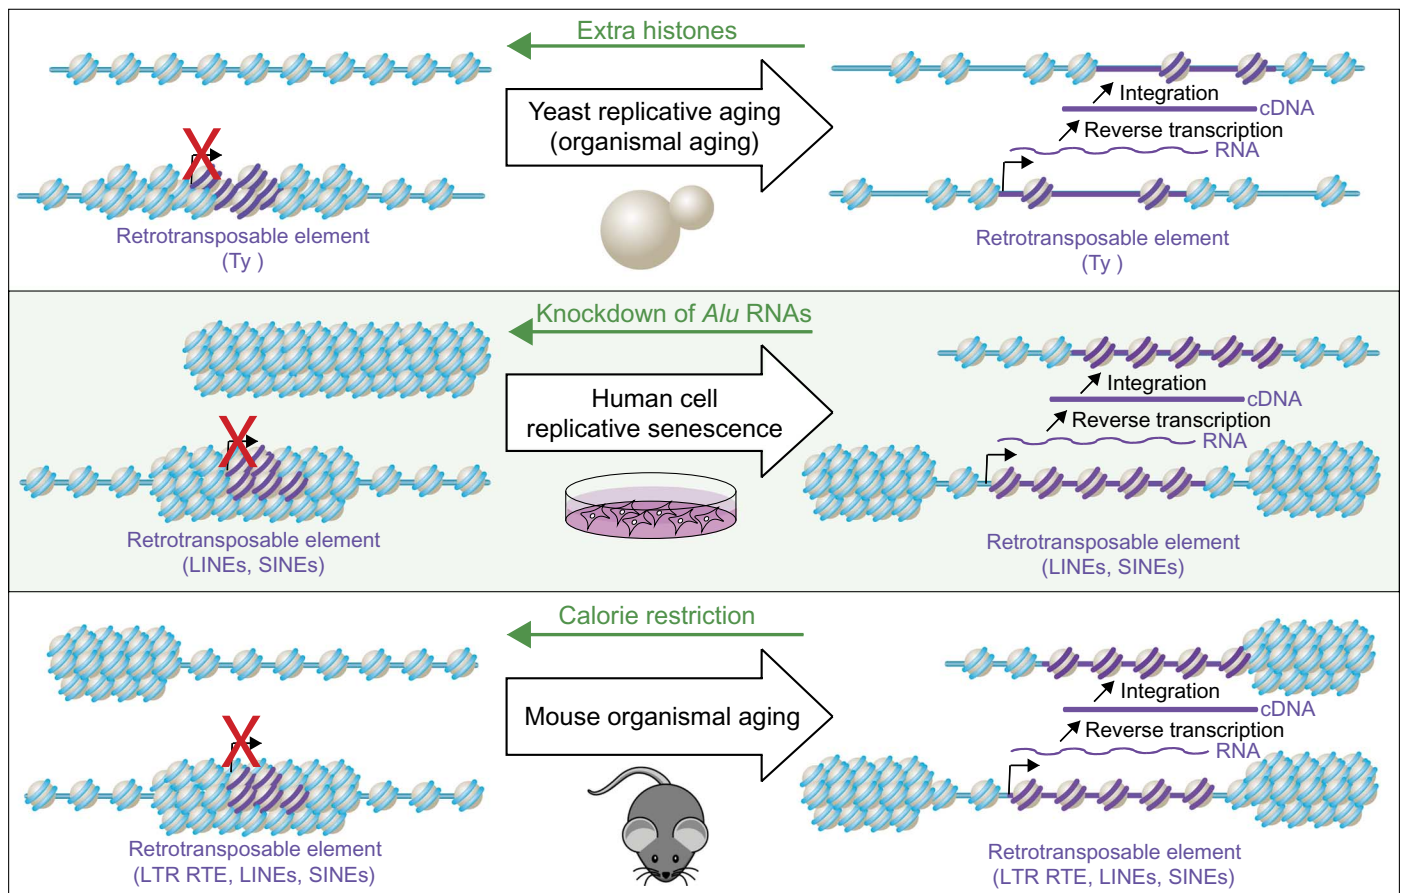 Extra histones
Yeast replicative aging
(organismal aging)
X
Retrotransposable element
(Ty )
Integration
cDNA
Reverse transcription
RNA
Retrotransposable element
(Ty )
Knockdown of Alu RNAs
Human cell
replicative senescence
X
Retrotransposable element
(LINEs, SINEs)
Integration
cDNA
Reverse transcription
RNA
Retrotransposable element
(LINEs, SINEs)
Calorie restriction
Mouse organismal aging
X
Retrotransposable element
(LTR RTE, LINEs, SINEs)
Integration
cDNA
Reverse transcription
RNA
Retrotransposable element
(LTR RTE, LINEs, SINEs)